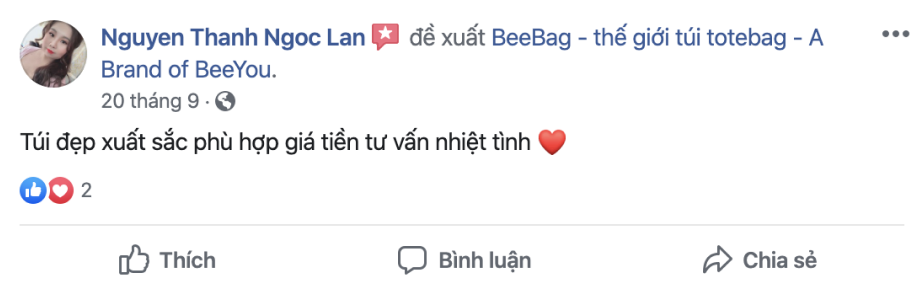 Nguyen Thanh Ngoc Lan đề xuất BeeBag - thế giới túi totebag - A
Brand of BeeYou.
20 tháng 9 ·
Túi đẹp xuất sắc phù hợp giá tiền tư vấn nhiệt tình ❤️
2
Thích
Bình luận
Chia sẻ